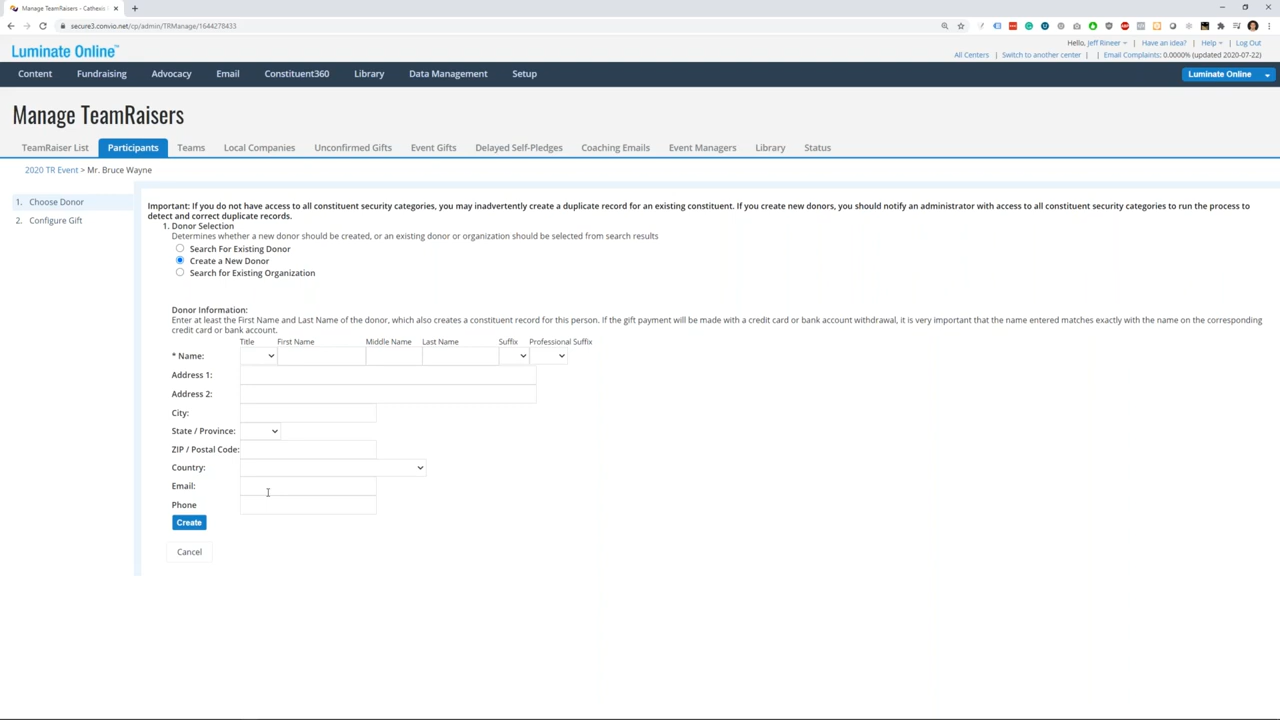 Manage TeamRaisers - Cathexis
secure3.convio.net/cp/admin/TRManage/1644278433
Luminate Online™
Hello, Jeff Rineer | Have an idea? | Help | Log Out
All Centers | Switch to another center | Email Complaints: 0.0000% (updated 2020-07-22)
Content Fundraising Advocacy Email Constituent360 Library Data Management Setup Luminate Online
Manage TeamRaisers
TeamRaiser List Participants Teams Local Companies Unconfirmed Gifts Event Gifts Delayed Self-Pledges Coaching Emails Event Managers Library Status
2020 TR Event > Mr. Bruce Wayne
1. Choose Donor
2. Configure Gift
Important: If you do not have access to all constituent security categories, you may inadvertently create a duplicate record for an existing constituent. If you create new donors, you should notify an administrator with access to all constituent security categories to run the process to
detect and correct duplicate records.
1. Donor Selection
Determines whether a new donor should be created, or an existing donor or organization should be selected from search results
Search For Existing Donor
Create a New Donor
Search for Existing Organization
Donor Information:
Enter at least the First Name and Last Name of the donor, which also creates a constituent record for this person. If the gift payment will be made with a credit card or bank account withdrawal, it is very important that the name entered matches exactly with the name on the corresponding
credit card or bank account.
Title First Name Middle Name Last Name Suffix Professional Suffix
* Name:
Address 1:
Address 2:
City:
State / Province:
ZIP / Postal Code:
Country:
Email:
Phone
Create
Cancel